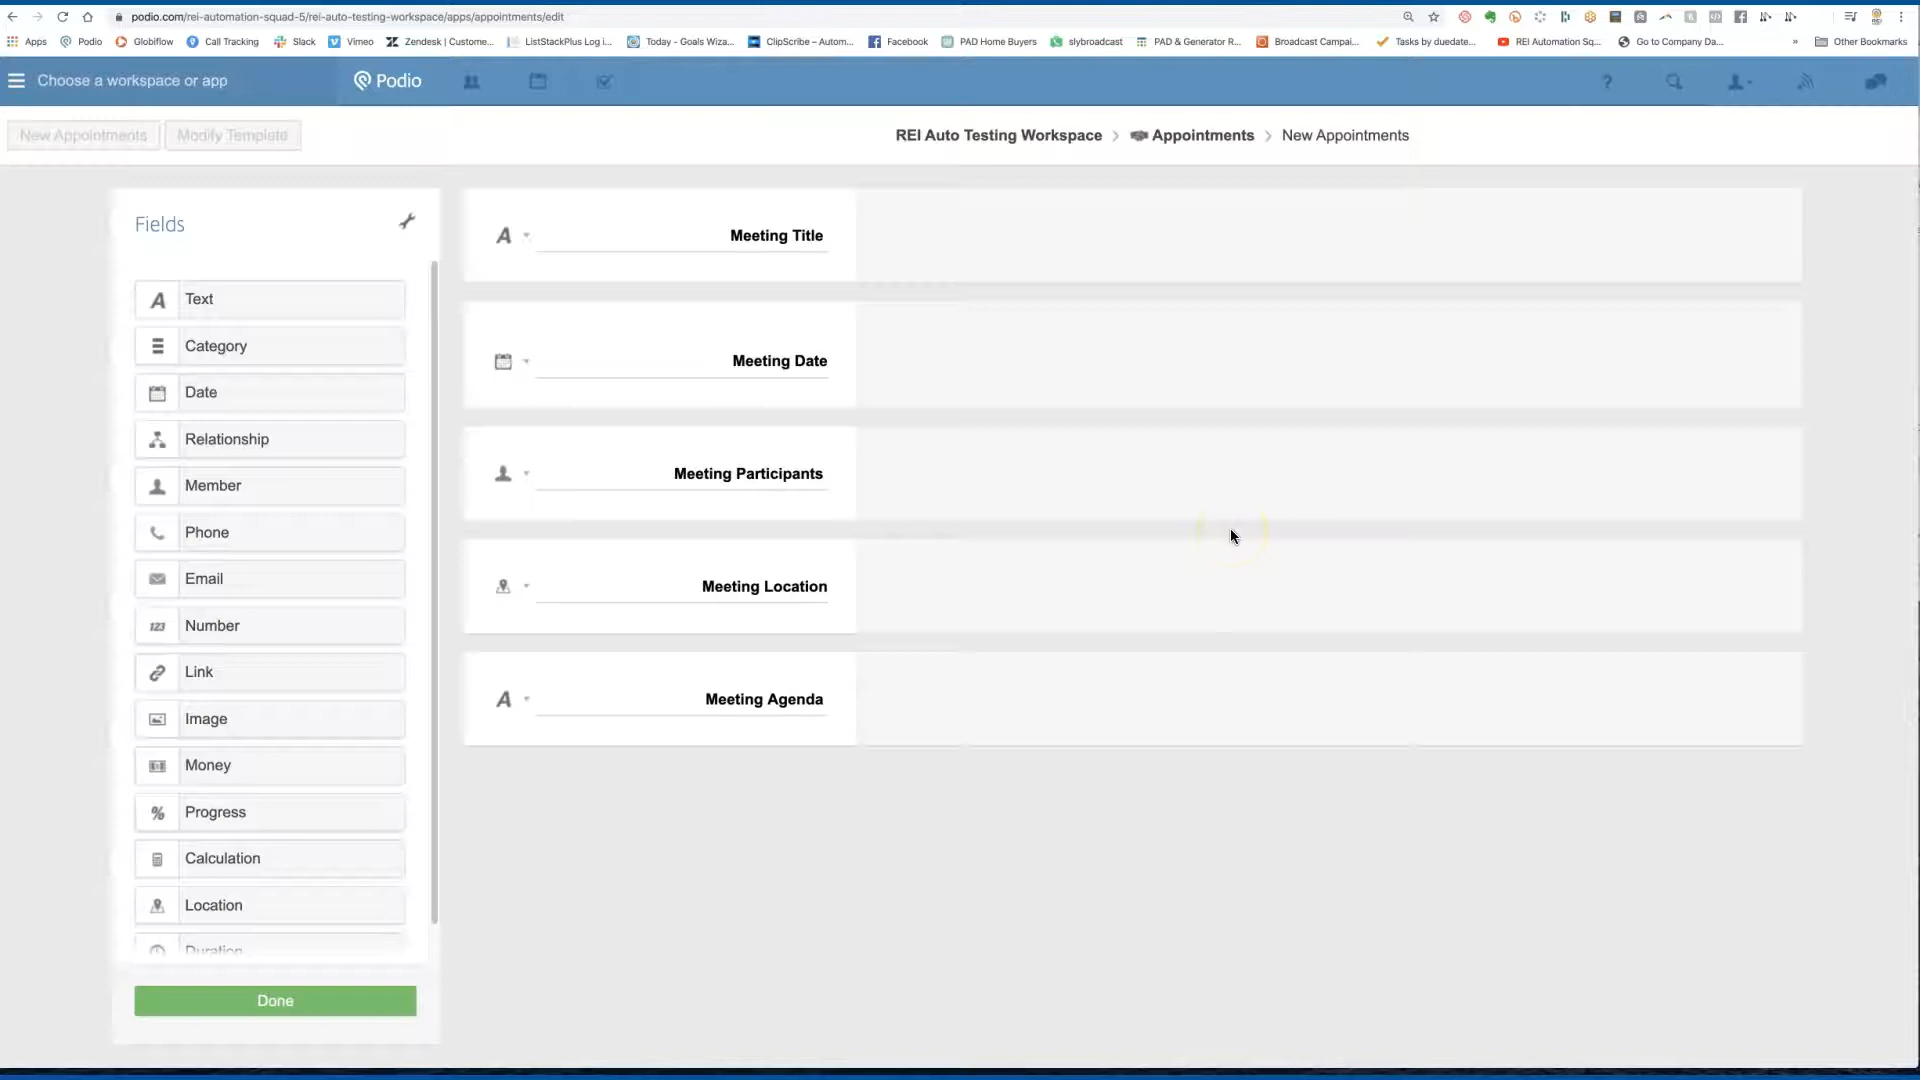 podio.com/rei-automation-squad-5/rei-auto-testing-workspace/apps/appointments/edit
Apps Podio Globiflow Call Tracking Slack Vimeo Zendesk | Custome... ListStackPlus Log i... Today - Goals Wiza... ClipScribe – Autom... Facebook PAD Home Buyers slybroadcast PAD & Generator R... Broadcast Campai... Tasks by duedate... REI Automation Sq... Go to Company Da... » Other Bookmarks
Choose a workspace or app Podio ?
New Appointments Modify Template REI Auto Testing Workspace > Appointments > New Appointments
Fields
Text
Category
Date
Relationship
Member
Phone
Email
123 Number
Link
Image
Money
% Progress
Calculation
Location
Duration
Done
A Meeting Title
Meeting Date
Meeting Participants
Meeting Location
A Meeting Agenda